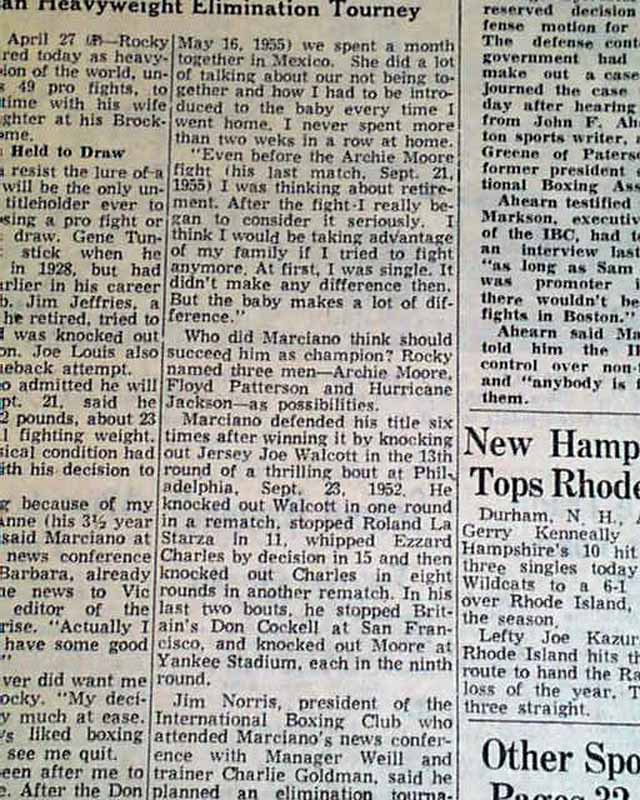 an Heavyweight Elimination Tourney
April 27 (AP)—Rocky
red today as heavy-
ion of the world, un-
s 49 pro fights, to
time with his wife
ghter at his Brock-
ome.
Held to Draw
resist the lure of a
will be the only un-
titleholder ever to
sing a pro fight or
draw. Gene Tun-
stick when he
in 1928, but had
rlier in his career
b. Jim Jeffries, a
he retired, tried to
was knocked out
on. Joe Louis also
eback attempt.
o admitted he will
pt. 21, said he
2 pounds, about 23
l fighting weight.
sical condition had
ith his decision to
g because of my
Anne (his 3½ year
said Marciano at
news conference
Barbara, already
he news to Vic
editor of the
rise. "Actually I
have some good
"
ver did want me
ocky. "My deci-
y much at ease.
ys liked boxing
see me quit.
een after me to
e. After the Don
May 16, 1955) we spent a month
together in Mexico. She did a lot
of talking about our not being to-
gether and how I had to be intro-
duced to the baby every time I
went home. I never spent more
than two weks in a row at home.
"Even before the Archie Moore
fight (his last match, Sept. 21,
1955) I was thinking about retire-
ment. After the fight I really be-
gan to consider it seriously. I
think I would be taking advantage
of my family if I tried to fight
anymore. At first, I was single. It
didn't make any difference then.
But the baby makes a lot of dif-
ference."
Who did Marciano think should
succeed him as champion? Rocky
named three men—Archie Moore,
Floyd Patterson and Hurricane
Jackson—as possibilities.
Marciano defended his title six
times after winning it by knocking
out Jersey Joe Walcott in the 13th
round of a thrilling bout at Phil-
adelphia, Sept. 23, 1952. He
knocked out Walcott in one round
in a rematch, stopped Roland La
Starza in 11, whipped Ezzard
Charles by decision in 15 and then
knocked out Charles in eight
rounds in another rematch. In his
last two bouts, he stopped Brit-
ain's Don Cockell at San Fran-
cisco, and knocked out Moore at
Yankee Stadium, each in the ninth
round.
Jim Norris, president of the
International Boxing Club who
attended Marciano's news confer-
ence with Manager Weill and
trainer Charlie Goldman, said he
planned an elimination tourna-
reserved decision
fense motion for
The defense cont
government had
make out a case
journed the case
day after hearing
from John F. Ahe
ton sports writer, a
Greene of Paters
former president o
tional Boxing Ass
Ahearn testified
Markson, executiv
of the IBC, had t
an interview last
"as long as Sam
was promoter i
there wouldn't be
fights in Boston."
Ahearn said Ma
told him the I
control over non-
and "anybody is
them.
New Hamp
Tops Rhode
Durham, N. H.,
Gerry Kenneally
Hampshire's 10 hit
three singles today
Wildcats to a 6-1
over Rhode Island,
the season.
Lefty Joe Kazur
Rhode Island hits th
route to hand the Ra
loss of the year. T
three straight.
Other Spo
Pages 32